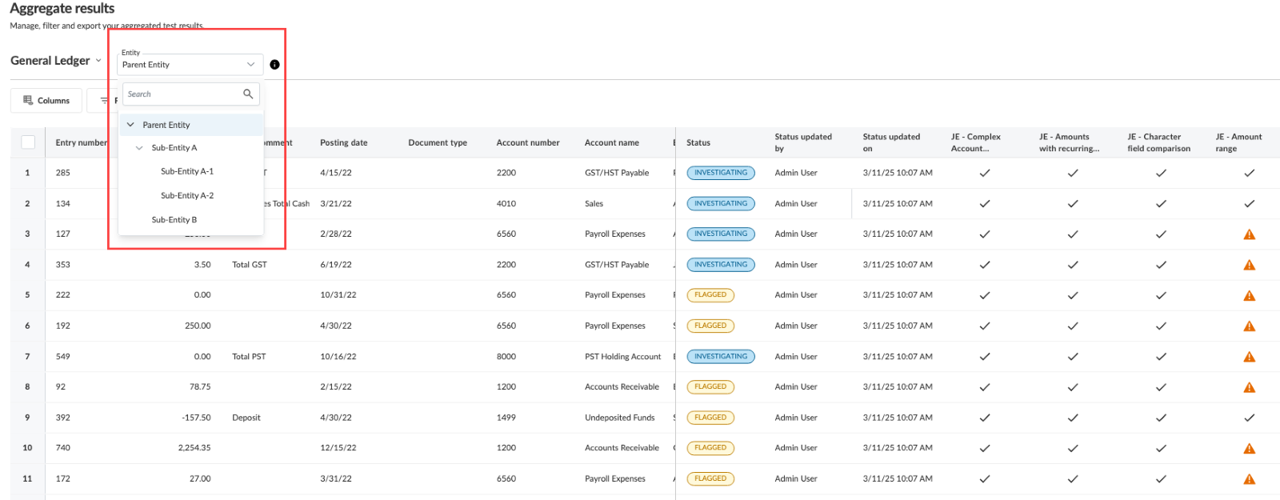 Aggregate results
Manage, filter and export your aggregated test results.
Entity
General Ledger Parent Entity
Search
Columns
Parent Entity
Sub-Entity A
Sub-Entity A-1
Sub-Entity A-2
Sub-Entity B
Entry number Posting date Document type Account number Account name Status Status updated by Status updated on JE - Complex Account... JE - Amounts with recurring... JE - Character field comparison JE - Amount range
1 285 4/15/22 2200 GST/HST Payable INVESTIGATING Admin User 3/11/25 10:07 AM
2 134 Total Cash 3/21/22 4010 Sales INVESTIGATING Admin User 3/11/25 10:07 AM
3 127 2/28/22 6560 Payroll Expenses INVESTIGATING Admin User 3/11/25 10:07 AM
4 353 3.50 Total GST 6/19/22 2200 GST/HST Payable INVESTIGATING Admin User 3/11/25 10:07 AM
5 222 0.00 10/31/22 6560 Payroll Expenses FLAGGED Admin User 3/11/25 10:07 AM
6 192 250.00 4/30/22 6560 Payroll Expenses FLAGGED Admin User 3/11/25 10:07 AM
7 549 0.00 Total PST 10/16/22 8000 PST Holding Account INVESTIGATING Admin User 3/11/25 10:07 AM
8 92 78.75 2/15/22 1200 Accounts Receivable FLAGGED Admin User 3/11/25 10:07 AM
9 392 -157.50 Deposit 4/30/22 1499 Undeposited Funds FLAGGED Admin User 3/11/25 10:07 AM
10 740 2,254.35 12/15/22 1200 Accounts Receivable FLAGGED Admin User 3/11/25 10:07 AM
11 172 27.00 3/31/22 6560 Payroll Expenses FLAGGED Admin User 3/11/25 10:07 AM